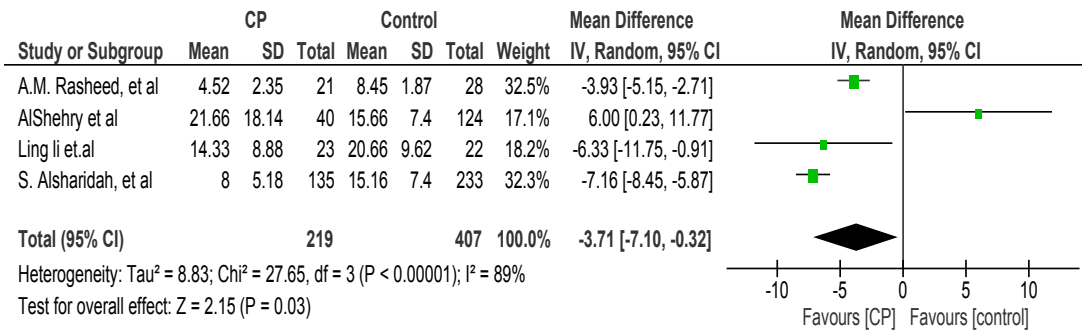 CP Control Mean Difference Mean Difference
Study or Subgroup Mean SD Total Mean SD Total Weight IV, Random, 95% CI IV, Random, 95% CI
A.M. Rasheed, et al 4.52 2.35 21 8.45 1.87 28 32.5% -3.93 [-5.15, -2.71]
AlShehry et al 21.66 18.14 40 15.66 7.4 124 17.1% 6.00 [0.23, 11.77]
Ling li et.al 14.33 8.88 23 20.66 9.62 22 18.2% -6.33 [-11.75, -0.91]
S. Alsharidah, et al 8 5.18 135 15.16 7.4 233 32.3% -7.16 [-8.45, -5.87]
Total (95% CI) 219 407 100.0% -3.71 [-7.10, -0.32]
Heterogeneity: Tau² = 8.83; Chi² = 27.65, df = 3 (P < 0.00001); I² = 89%
Test for overall effect: Z = 2.15 (P = 0.03)
-10 -5 0 5 10
Favours [CP] Favours [control]